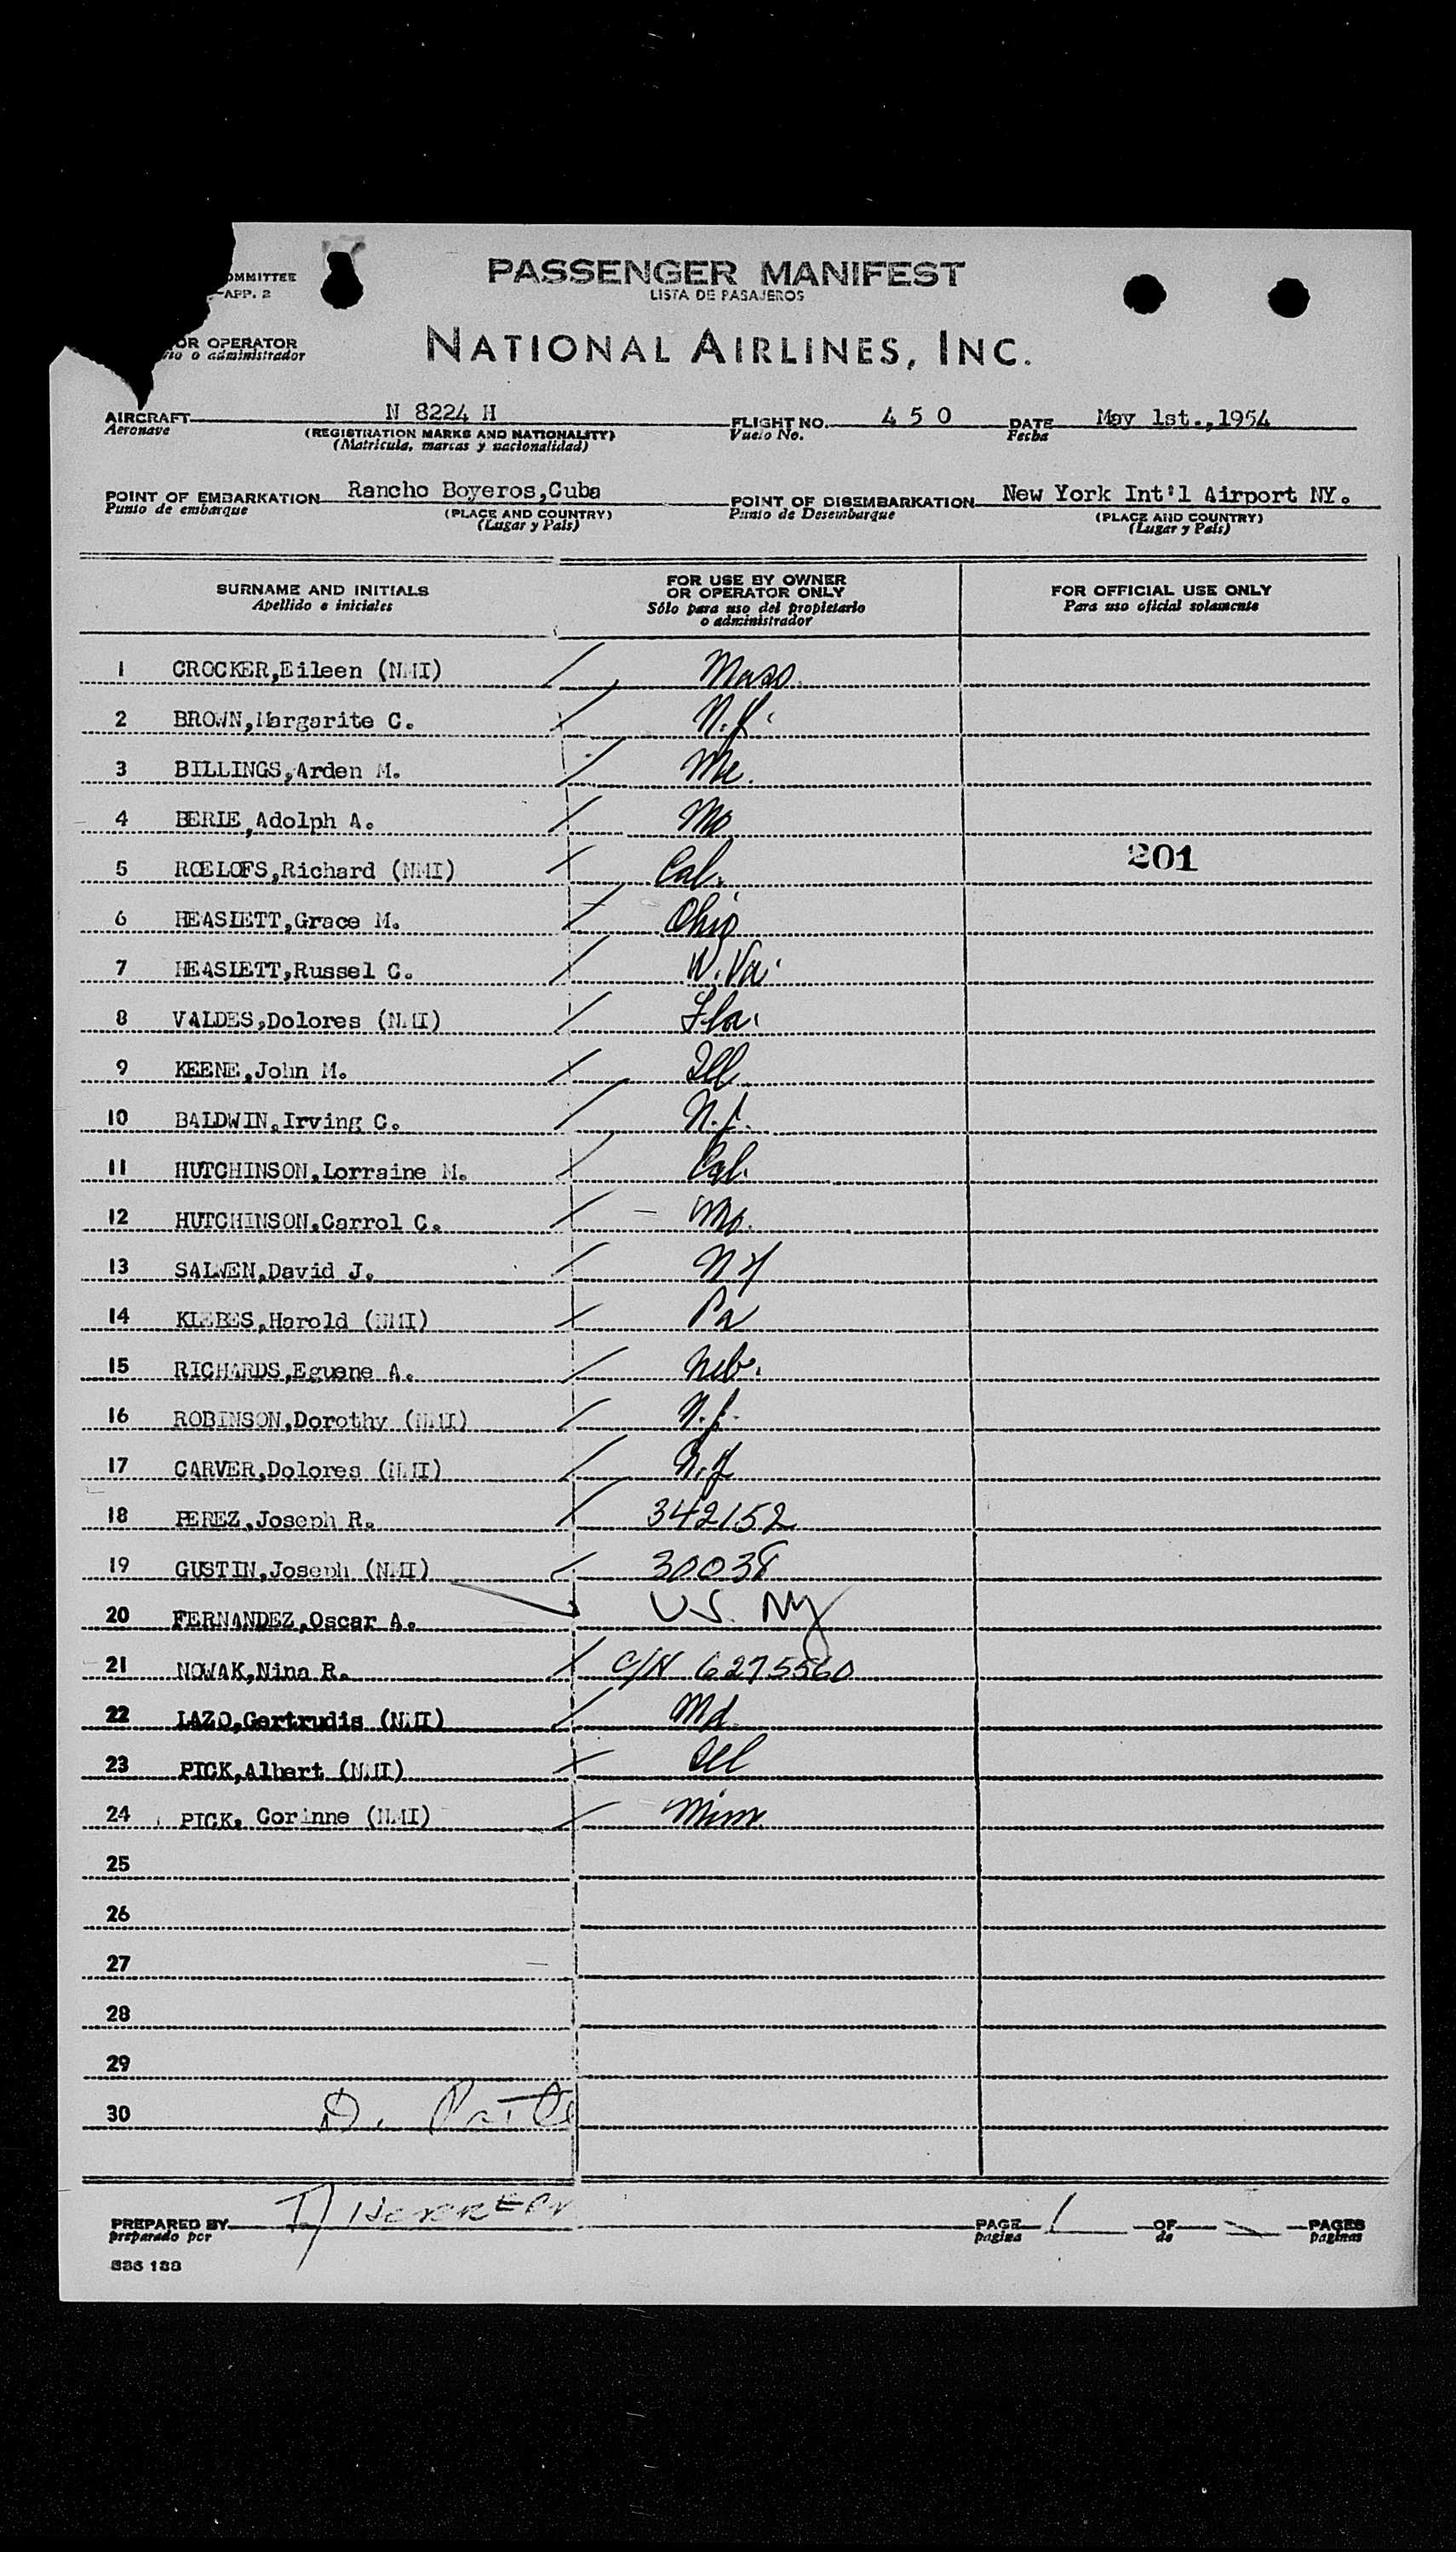 OMMITTEE
APP. 2
OR OPERATOR
rio o administrador
PASSENGER MANIFEST
LISTA DE PASAJEROS
NATIONAL AIRLINES, INC.
AIRCRAFT N 8224 H FLIGHT NO. 4 5 0 DATE May 1st.,1954
Aeronave (REGISTRATION MARKS AND NATIONALITY) Vuelo No. Fecha
(Matrícula, marcas y nacionalidad)
POINT OF EMBARKATION Rancho Boyeros,Cuba POINT OF DISEMBARKATION New York Int'l Airport NY.
Punto de embarque (PLACE AND COUNTRY) Punto de Desembarque (PLACE AND COUNTRY)
(Lugar y País) (Lugar y País)
SURNAME AND INITIALS FOR USE BY OWNER OR OPERATOR ONLY FOR OFFICIAL USE ONLY
Apellido e iniciales Sólo para uso del propietario o administrador Para uso oficial solamente
1 CROCKER,Eileen (NMI) Mass.
2 BROWN,Margarite C. N.Y.
3 BILLINGS,Arden M. Me.
4 BERLE,Adolph A. Mo
5 ROELOFS,Richard (NMI) Cal. 201
6 HEASLETT,Grace M. Ohio
7 HEASLETT,Russel C. W.Va.
8 VALDES,Dolores (NMI) Fla.
9 KEENE,John M. Ill
10 BALDWIN,Irving C. N.J.
11 HUTCHINSON,Lorraine M. Cal.
12 HUTCHINSON,Carrol C. Mo.
13 SALWEN,David J. NY
14 KLEBES,Harold (NMI) Pa
15 RICHARDS,Eguene A. Neb.
16 ROBINSON,Dorothy (NMI) N.J.
17 CARVER,Dolores (NMI) N.Y
18 PEREZ,Joseph R. 342152
19 GUSTIN,Joseph (NMI) 30038
20 FERNANDEZ,Oscar A. US. Ny
21 NOWAK,Nina R. C/N 6275560
22 LAZO,Gertrudis (NMI) Md.
23 PICK,Albert (NMI) Ill
24 PICK, Corinne (NMI) Minn.
25
26
27
28
29
30 D.
PREPARED BY PAGE 1 OF PAGES
preparado por pagina de paginas